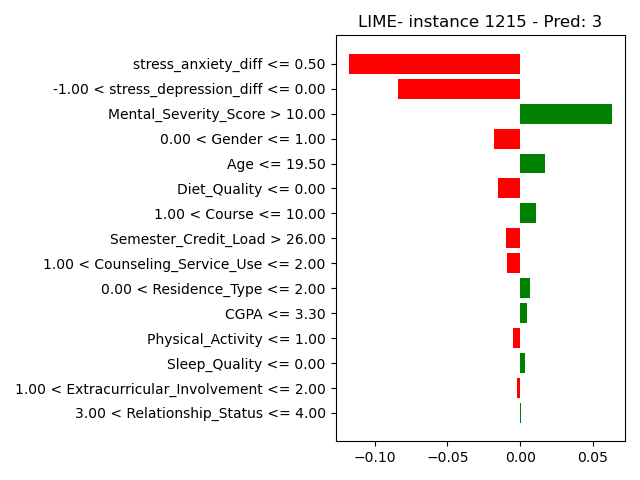 LIME- instance 1215 - Pred: 3
stress_anxiety_diff <= 0.50
-1.00 < stress_depression_diff <= 0.00
Mental_Severity_Score > 10.00
0.00 < Gender <= 1.00
Age <= 19.50
Diet_Quality <= 0.00
1.00 < Course <= 10.00
Semester_Credit_Load > 26.00
1.00 < Counseling_Service_Use <= 2.00
0.00 < Residence_Type <= 2.00
CGPA <= 3.30
Physical_Activity <= 1.00
Sleep_Quality <= 0.00
1.00 < Extracurricular_Involvement <= 2.00
3.00 < Relationship_Status <= 4.00
−0.10 −0.05 0.00 0.05